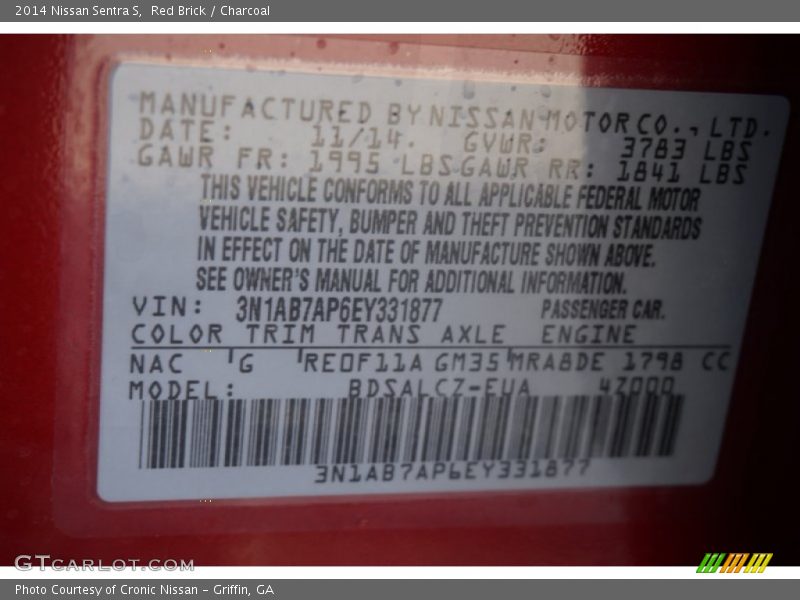 2014 Nissan Sentra S,  Red Brick / Charcoal
MANUFACTURED BY NISSAN MOTOR CO., LTD.
DATE: 11/14. GVWR: 3783 LBS
GAWR FR: 1995 LBS GAWR RR: 1841 LBS
THIS VEHICLE CONFORMS TO ALL APPLICABLE FEDERAL MOTOR
VEHICLE SAFETY, BUMPER AND THEFT PREVENTION STANDARDS
IN EFFECT ON THE DATE OF MANUFACTURE SHOWN ABOVE.
SEE OWNER'S MANUAL FOR ADDITIONAL INFORMATION.
VIN: 3N1AB7AP6EY331877 PASSENGER CAR.
COLOR TRIM TRANS AXLE ENGINE
NAC G RE0F11A GM35 MRA8DE 1798 CC
MODEL: BDSALCZ-EUA 4Z000
3N1AB7AP6EY331877
GTCARLOT.COM
Photo Courtesy of Cronic Nissan – Griffin, GA